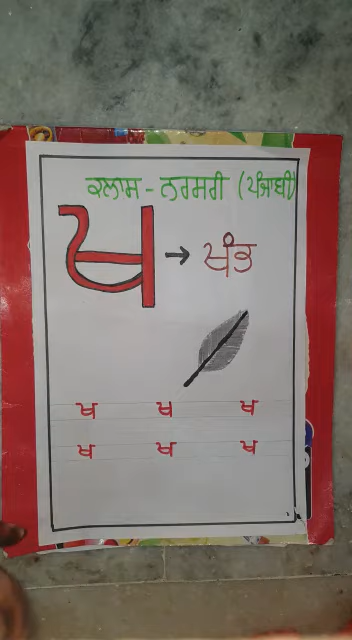 ਕਲਾਸ - ਨਰਸਰੀ (ਪੰਜਾਬੀ)
ਖ → ਖੰਭ
ਖ ਖ ਖ
ਖ ਖ ਖ